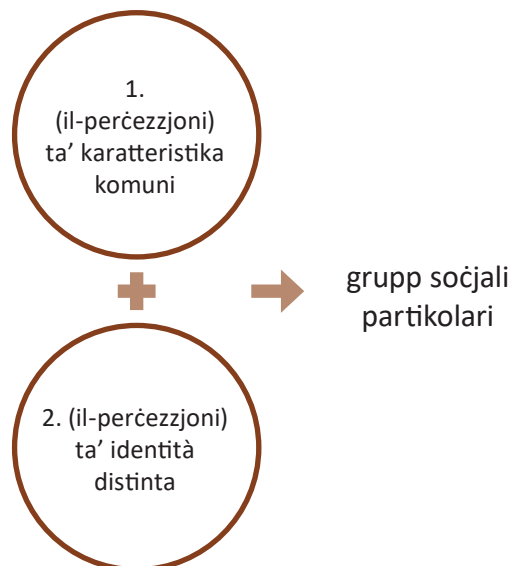 1.
(il-perċezzjoni)
ta’ karatteristika
komuni
grupp soċjali
partikolari
2. (il-perċezzjoni)
ta’ identità
distinta